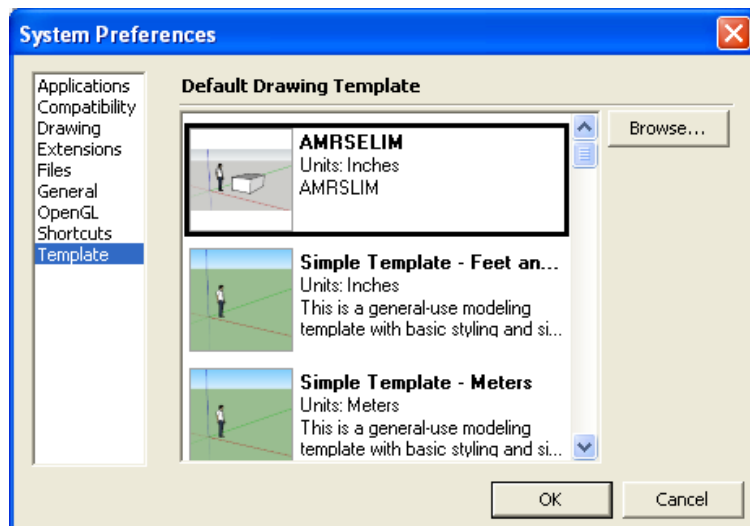 System Preferences
Applications
Compatibility
Drawing
Extensions
Files
General
OpenGL
Shortcuts
Template
Default Drawing Template
AMRSELIM
Units: Inches
AMRSLIM
Simple Template - Feet an...
Units: Inches
This is a general-use modeling
template with basic styling and si...
Simple Template - Meters
Units: Meters
This is a general-use modeling
template with basic styling and si...
Browse...
OK
Cancel